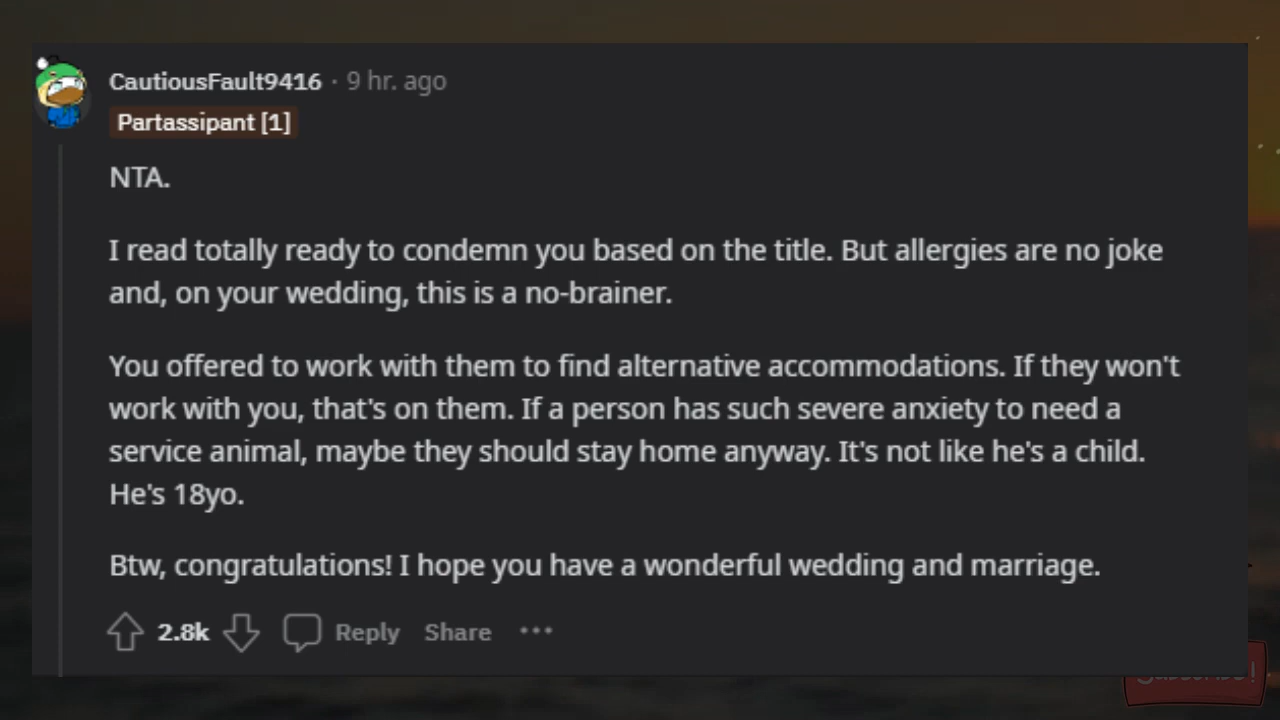 CautiousFault9416 · 9 hr. ago
Partassipant [1]
NTA.
I read totally ready to condemn you based on the title. But allergies are no joke
and, on your wedding, this is a no-brainer.
You offered to work with them to find alternative accommodations. If they won't
work with you, that's on them. If a person has such severe anxiety to need a
service animal, maybe they should stay home anyway. It's not like he's a child.
He's 18yo.
Btw, congratulations! I hope you have a wonderful wedding and marriage.
2.8k Reply Share ···